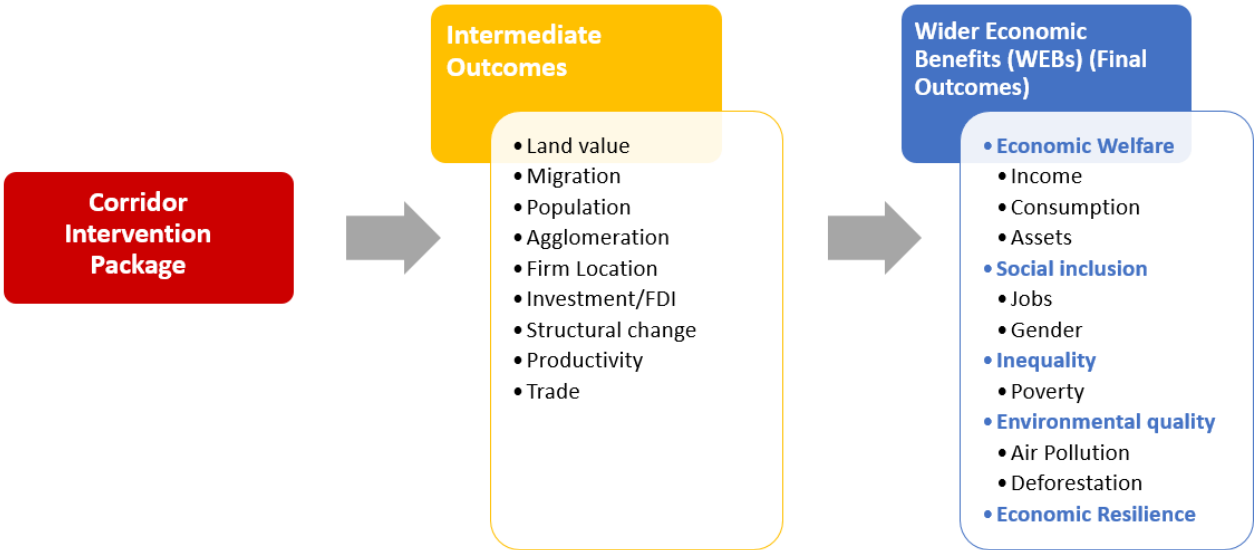 Corridor
Intervention
Package
Intermediate
Outcomes
• Land value
• Migration
• Population
• Agglomeration
• Firm Location
• Investment/FDI
• Structural change
• Productivity
• Trade
Wider Economic
Benefits (WEBs) (Final
Outcomes)
• Economic Welfare
• Income
• Consumption
• Assets
• Social inclusion
• Jobs
• Gender
• Inequality
• Poverty
• Environmental quality
• Air Pollution
• Deforestation
• Economic Resilience